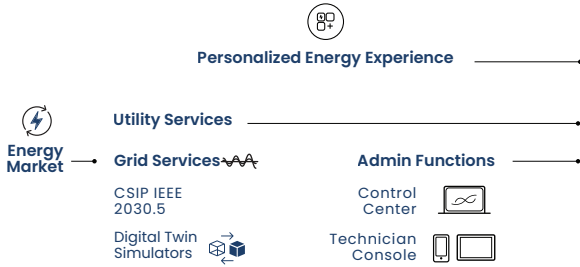 Personalized Energy Experience
Utility Services
Energy
Market
Grid Services
Admin Functions
CSIP IEEE
2030.5
Control
Center
Digital Twin
Simulators
Technician
Console